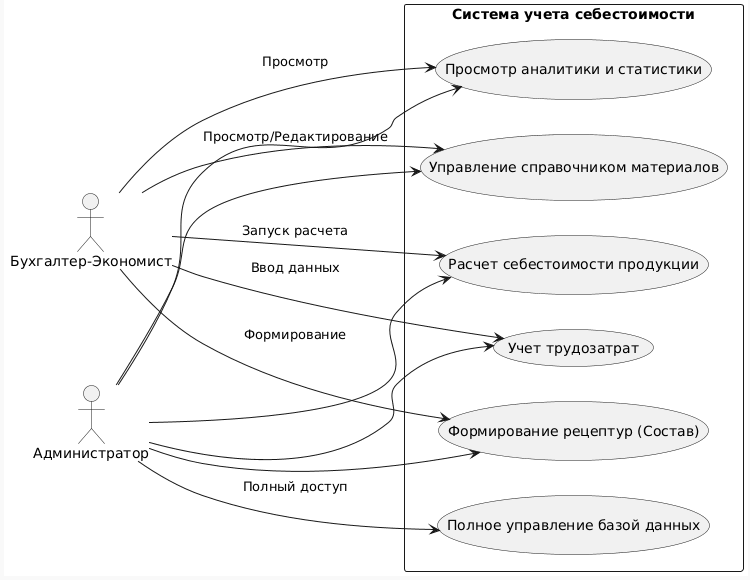 Система учета себестоимости
Просмотр
Просмотр аналитики и статистики
Просмотр/Редактирование
Управление справочником материалов
Запуск расчета
Бухгалтер-Экономист
Расчет себестоимости продукции
Ввод данных
Формирование
Учет трудозатрат
Администратор
Формирование рецептур (Состав)
Полный доступ
Полное управление базой данных